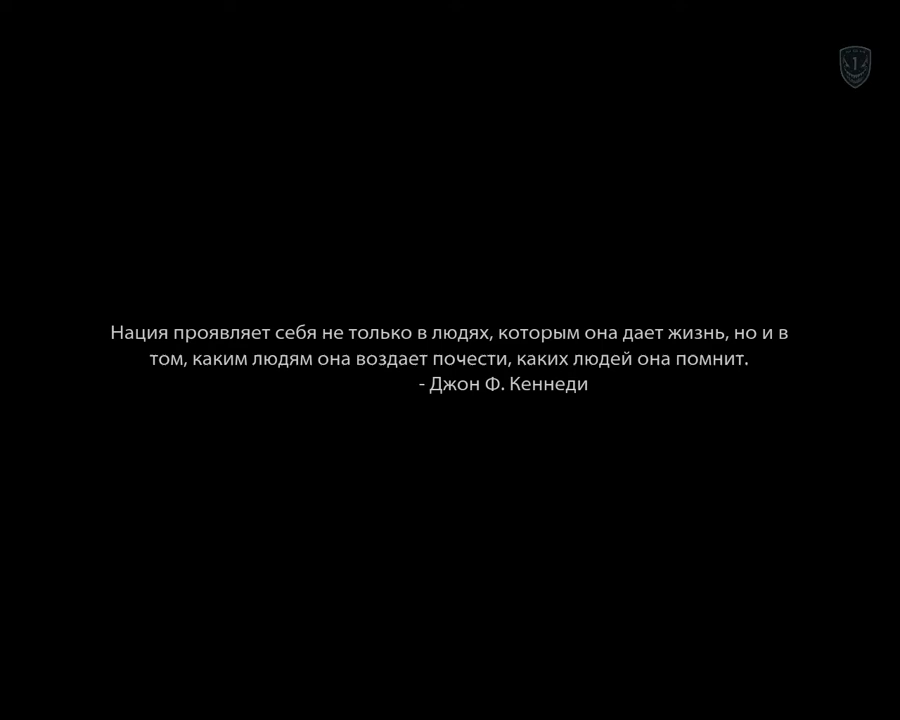 Нация проявляет себя не только в людях, которым она дает жизнь, но и в
том, каким людям она воздает почести, каких людей она помнит.
- Джон Ф. Кеннеди